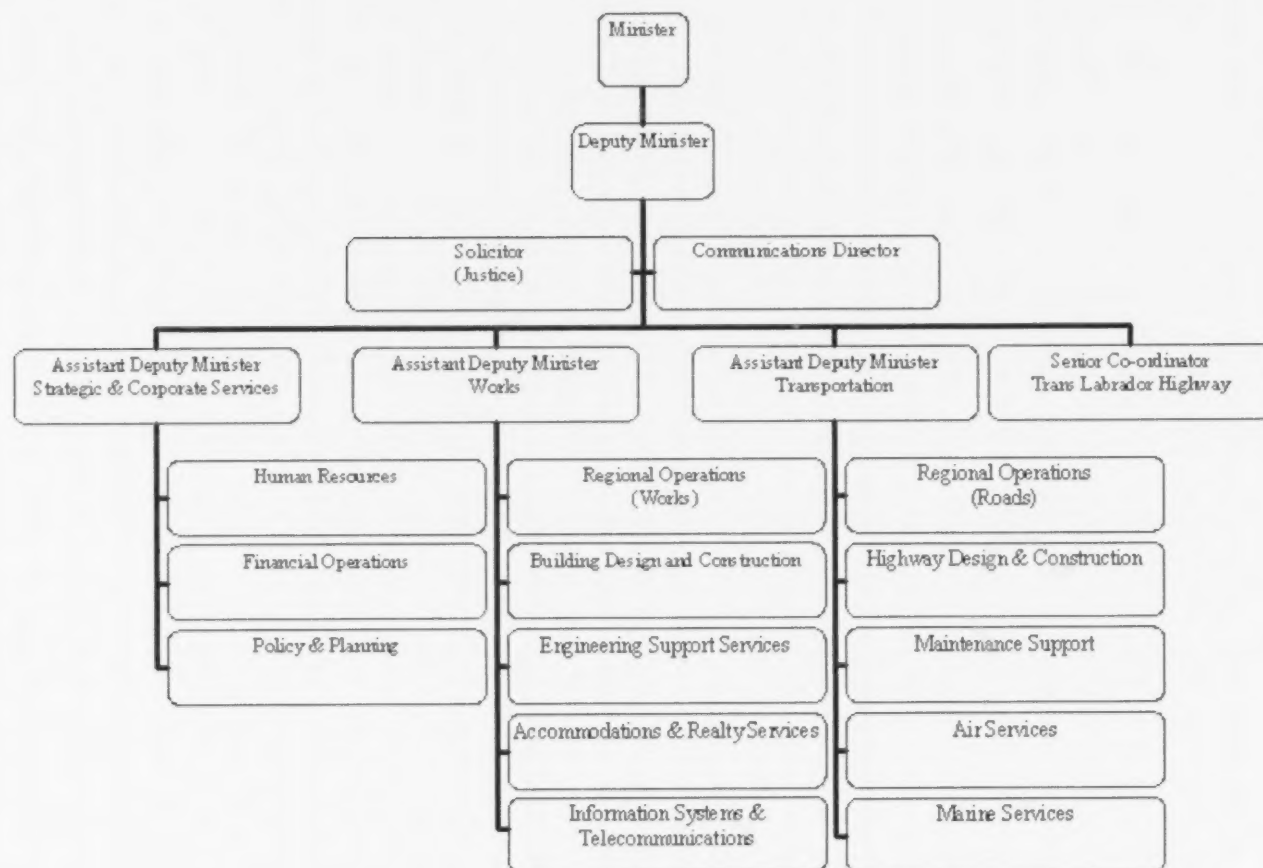 Minister
Deputy Minister
Solicitor
(Justice)
Communications Director
Assistant Deputy Minister
Strategic & Corporate Services
Assistant Deputy Minister
Works
Assistant Deputy Minister
Transportation
Senior Co-ordinator
Trans Labrador Highway
Human Resources
Financial Operations
Policy & Planning
Regional Operations
(Works)
Building Design and Construction
Engineering Support Services
Accommodations & Realty Services
Information Systems &
Telecommunications
Regional Operations
(Roads)
Highway Design & Construction
Maintenance Support
Air Services
Marine Services